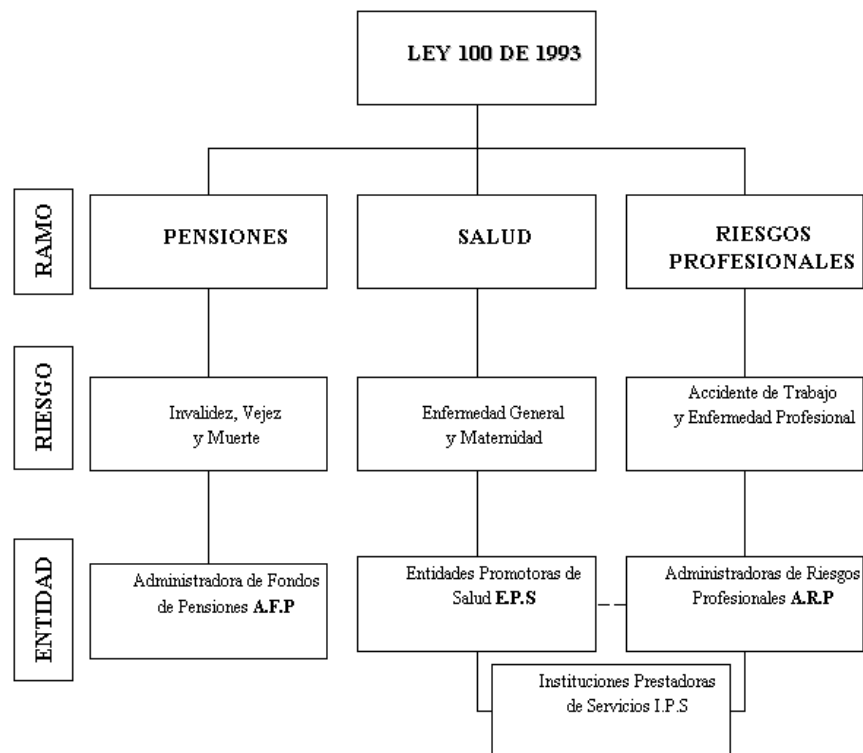 LEY 100 DE 1993
RAMO
PENSIONES
SALUD
RIESGOS
PROFESIONALES
RIESGO
Invalidez, Vejez
y Muerte
Enfermedad General
y Maternidad
Accidente de Trabajo
y Enfermedad Profesional
ENTIDAD
Administradora de Fondos
de Pensiones A.F.P
Entidades Promotoras de
Salud E.P.S
Administradoras de Riesgos
Profesionales A.R.P
Instituciones Prestadoras
de Servicios I.P.S